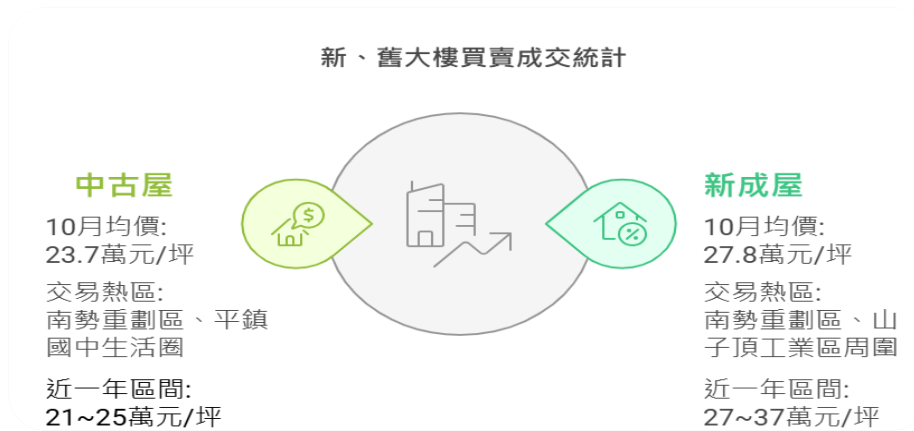 新、舊大樓買賣成交統計
中古屋
10月均價:
23.7萬元/坪
交易熱區:
南勢重劃區、平鎮
國中生活圈
近一年區間:
21~25萬元/坪
$
%
新成屋
10月均價:
27.8萬元/坪
交易熱區:
南勢重劃區、山
子頂工業區周圍
近一年區間:
27~37萬元/坪